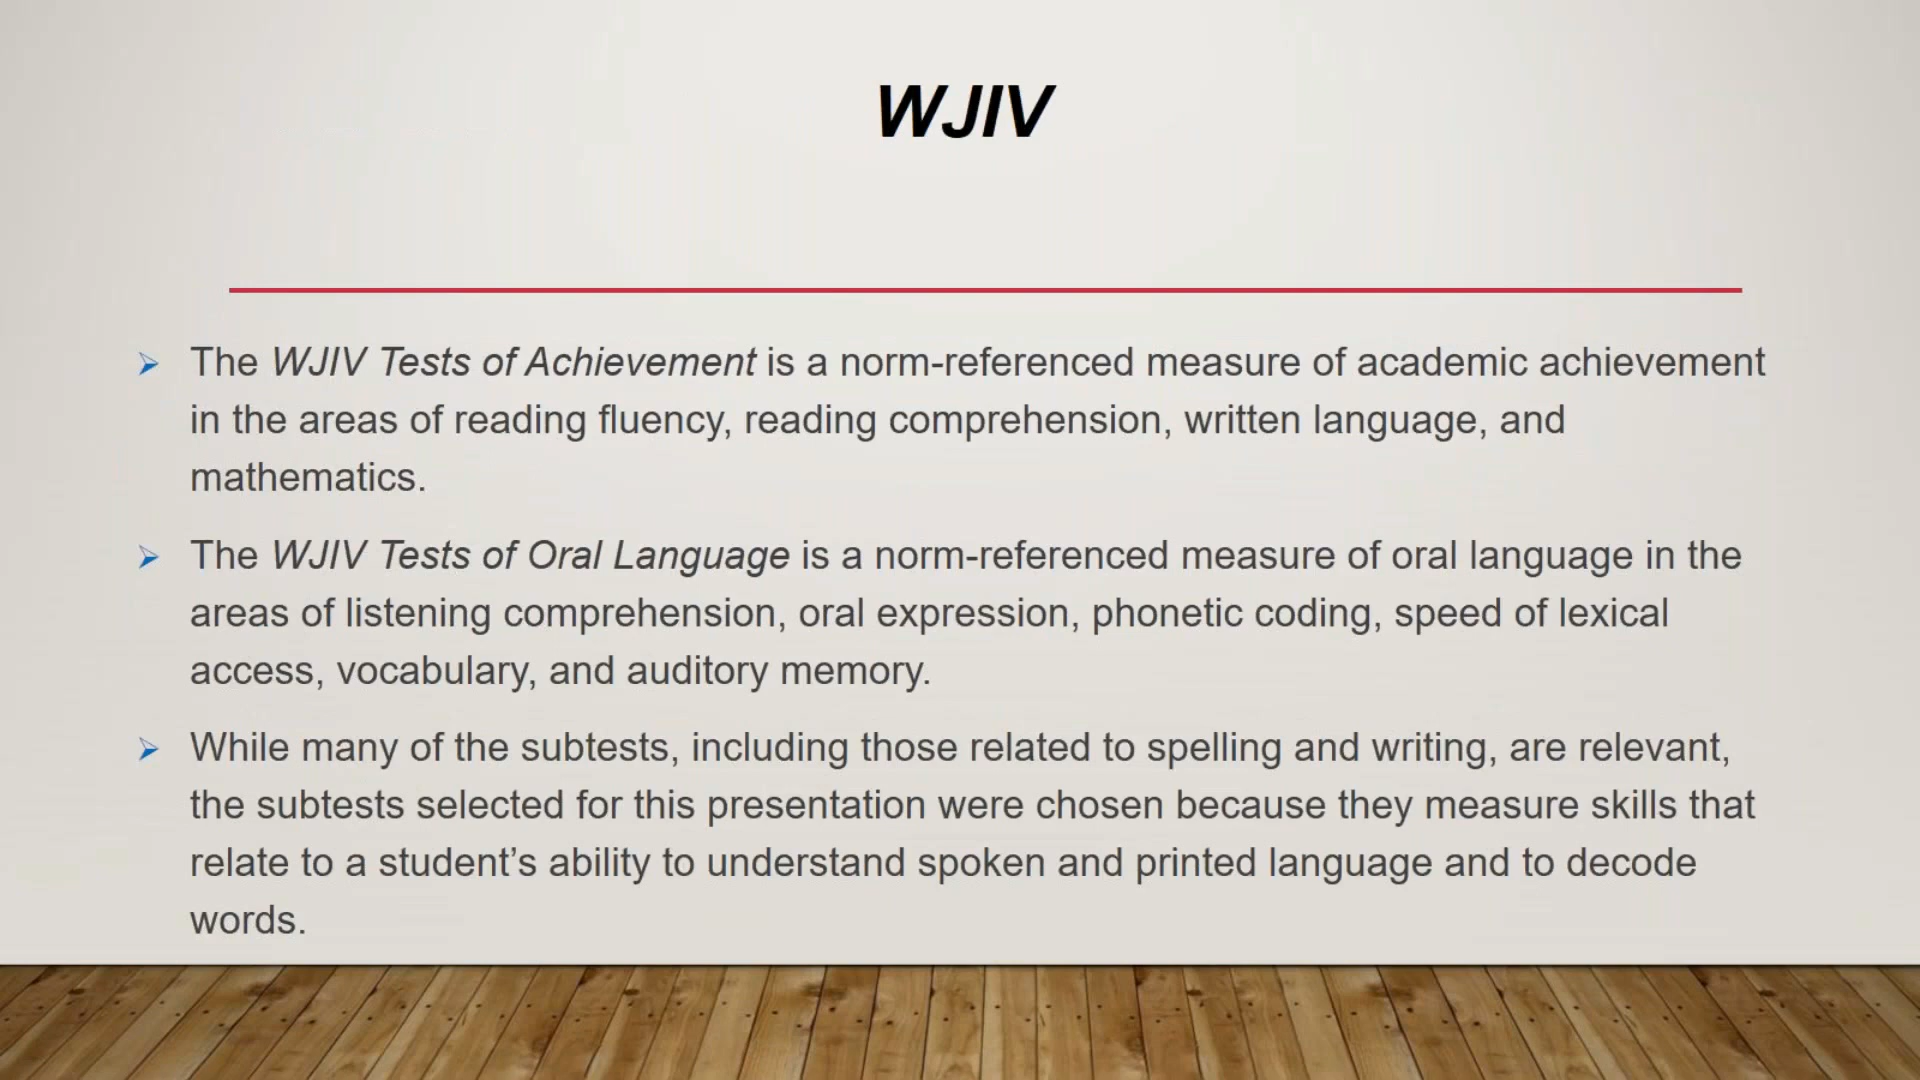 WJIV
The WJIV Tests of Achievement is a norm-referenced measure of academic achievement
in the areas of reading fluency, reading comprehension, written language, and
mathematics.
The WJIV Tests of Oral Language is a norm-referenced measure of oral language in the
areas of listening comprehension, oral expression, phonetic coding, speed of lexical
access, vocabulary, and auditory memory.
While many of the subtests, including those related to spelling and writing, are relevant,
the subtests selected for this presentation were chosen because they measure skills that
relate to a student’s ability to understand spoken and printed language and to decode
words.